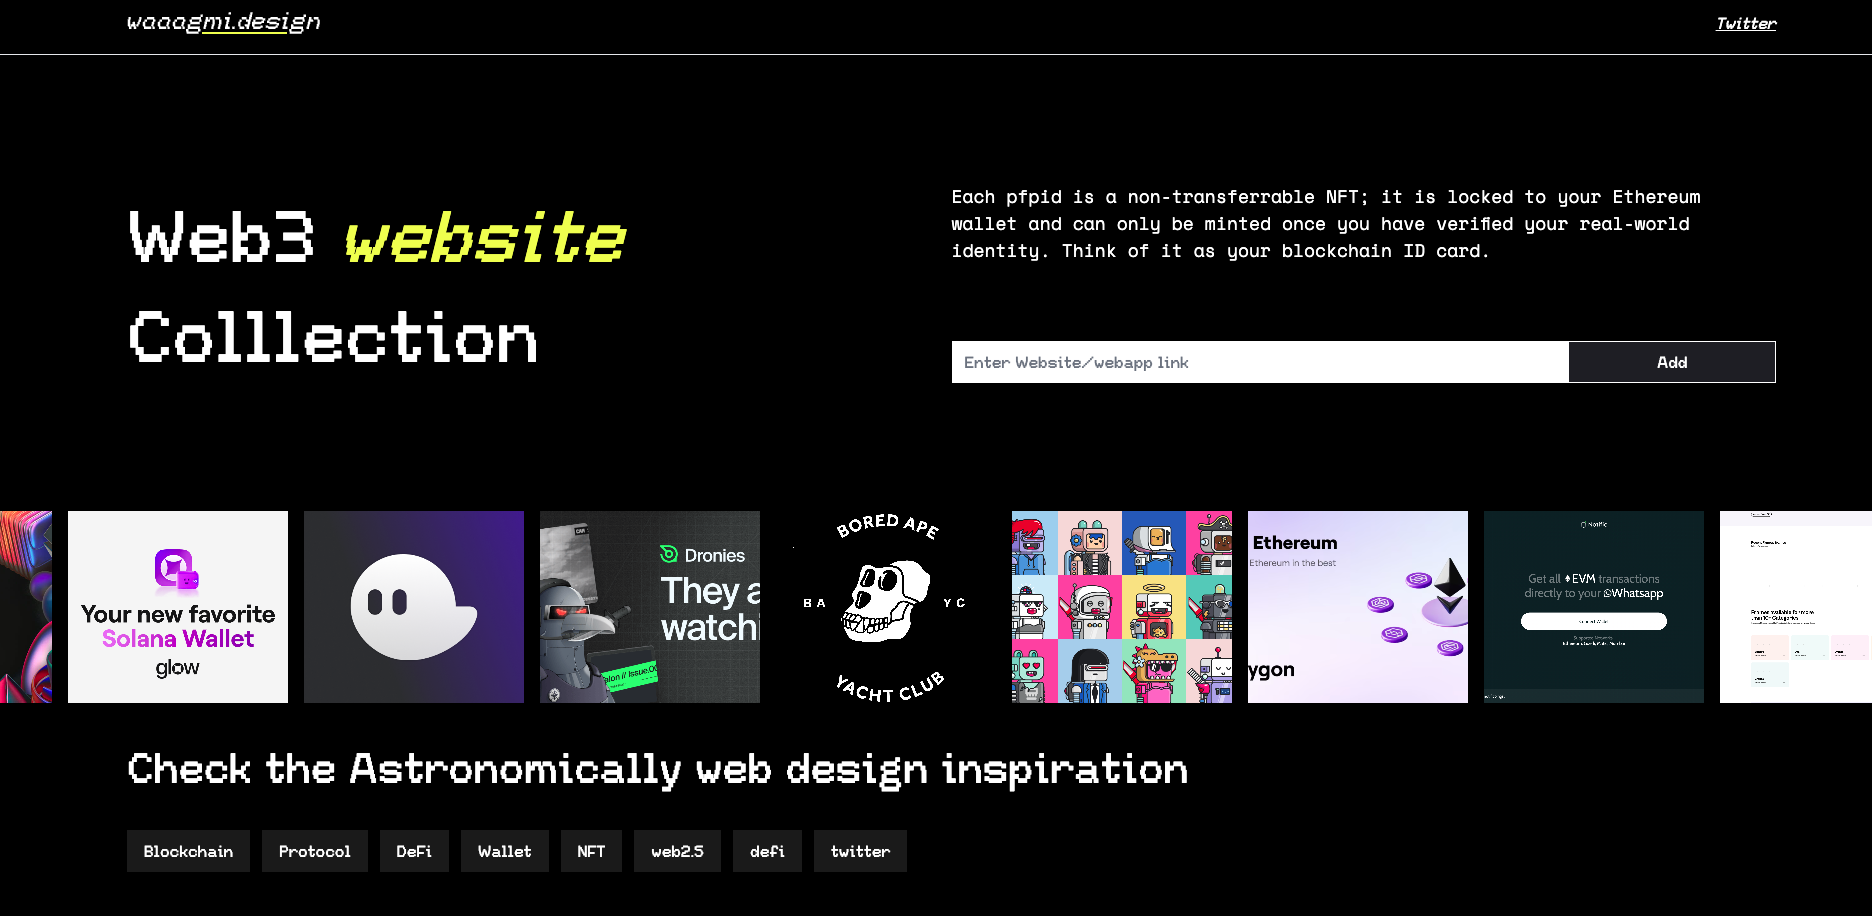 waaagmi.design
Twitter
Web3 website
Colllection
Each pfpid is a non-transferrable NFT; it is locked to your Ethereum
wallet and can only be minted once you have verified your real-world
identity. Think of it as your blockchain ID card.
Enter Website/webapp link
Add
Your new favorite
Solana Wallet
glow
Dronies
They a
watchi
BORED APE
BA
YC
YACHT CLUB
Ethereum
Ethereum in the best
ygon
Notific
Get all EVM transactions
directly to your Whatsapp
Check the Astronomically web design inspiration
Blockchain
Protocol
DeFi
Wallet
NFT
web2.5
defi
twitter